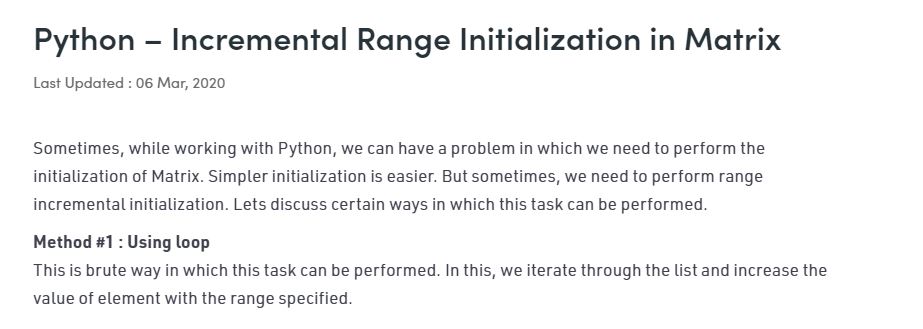 Python – Incremental Range Initialization in Matrix
Last Updated : 06 Mar, 2020
Sometimes, while working with Python, we can have a problem in which we need to perform the
initialization of Matrix. Simpler initialization is easier. But sometimes, we need to perform range
incremental initialization. Lets discuss certain ways in which this task can be performed.
Method #1 : Using loop
This is brute way in which this task can be performed. In this, we iterate through the list and increase the
value of element with the range specified.